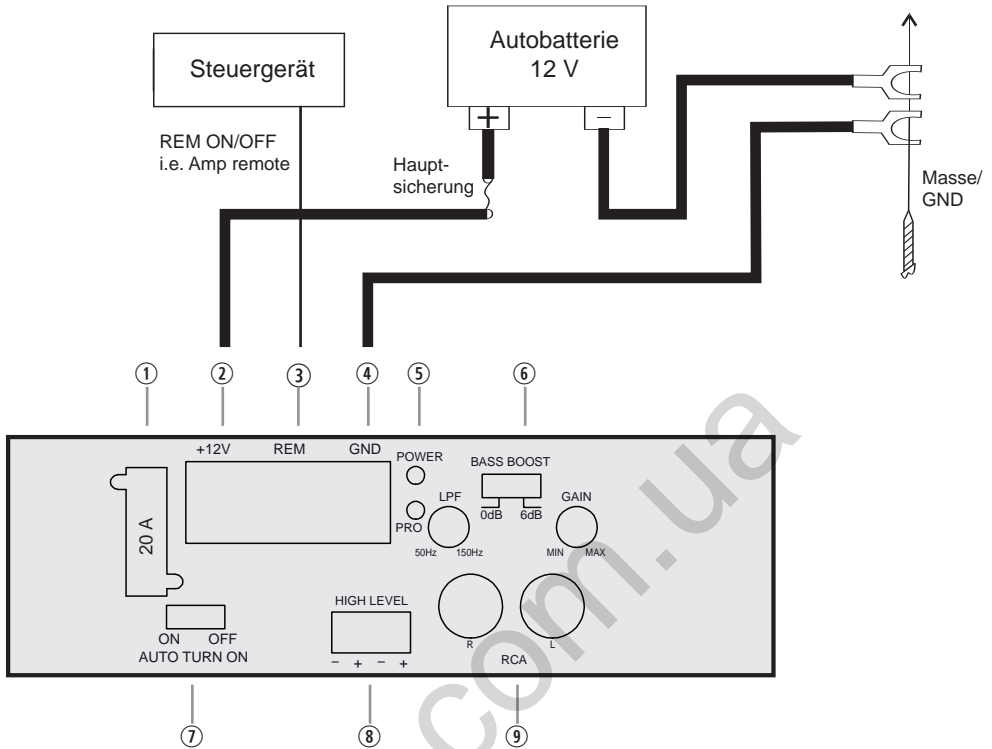 Steuergerät
Autobatterie
12 V
+
−
REM ON/OFF
i.e. Amp remote
Haupt-
sicherung
Masse/
GND
① ② ③ ④ ⑤ ⑥
+12V REM GND
POWER
BASS BOOST
LPF
GAIN
PRO
0dB 6dB
50Hz 150Hz
MIN MAX
20 A
HIGH LEVEL
ON OFF
AUTO TURN ON
− + − +
R L
RCA
⑦ ⑧ ⑨
com.ua